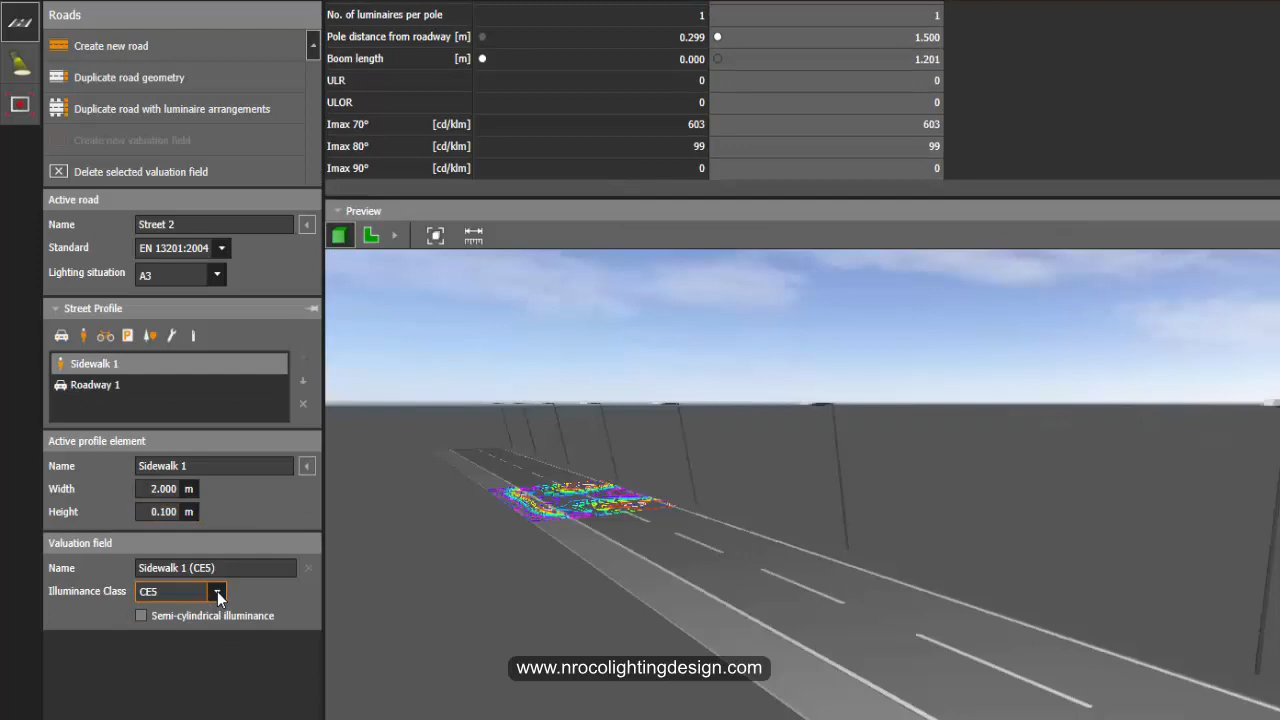 Roads
Create new road
Duplicate road geometry
Duplicate road with luminaire arrangements
Create new valuation field
Delete selected valuation field
Active road
Name Street 2
Standard EN 13201:2004
Lighting situation A3
Street Profile
Sidewalk 1
Roadway 1
Active profile element
Name Sidewalk 1
Width 2.000 m
Height 0.100 m
Valuation field
Name Sidewalk 1 (CE5)
Illuminance Class CE5
Semi-cylindrical illuminance
No. of luminaires per pole 1 1
Pole distance from roadway [m] 0.299 1.500
Boom length [m] 0.000 1.201
ULR 0 0
ULOR 0 0
Imax 70° [cd/klm] 603 603
Imax 80° [cd/klm] 99 99
Imax 90° [cd/klm] 0 0
Preview
www.nrocolightingdesign.com